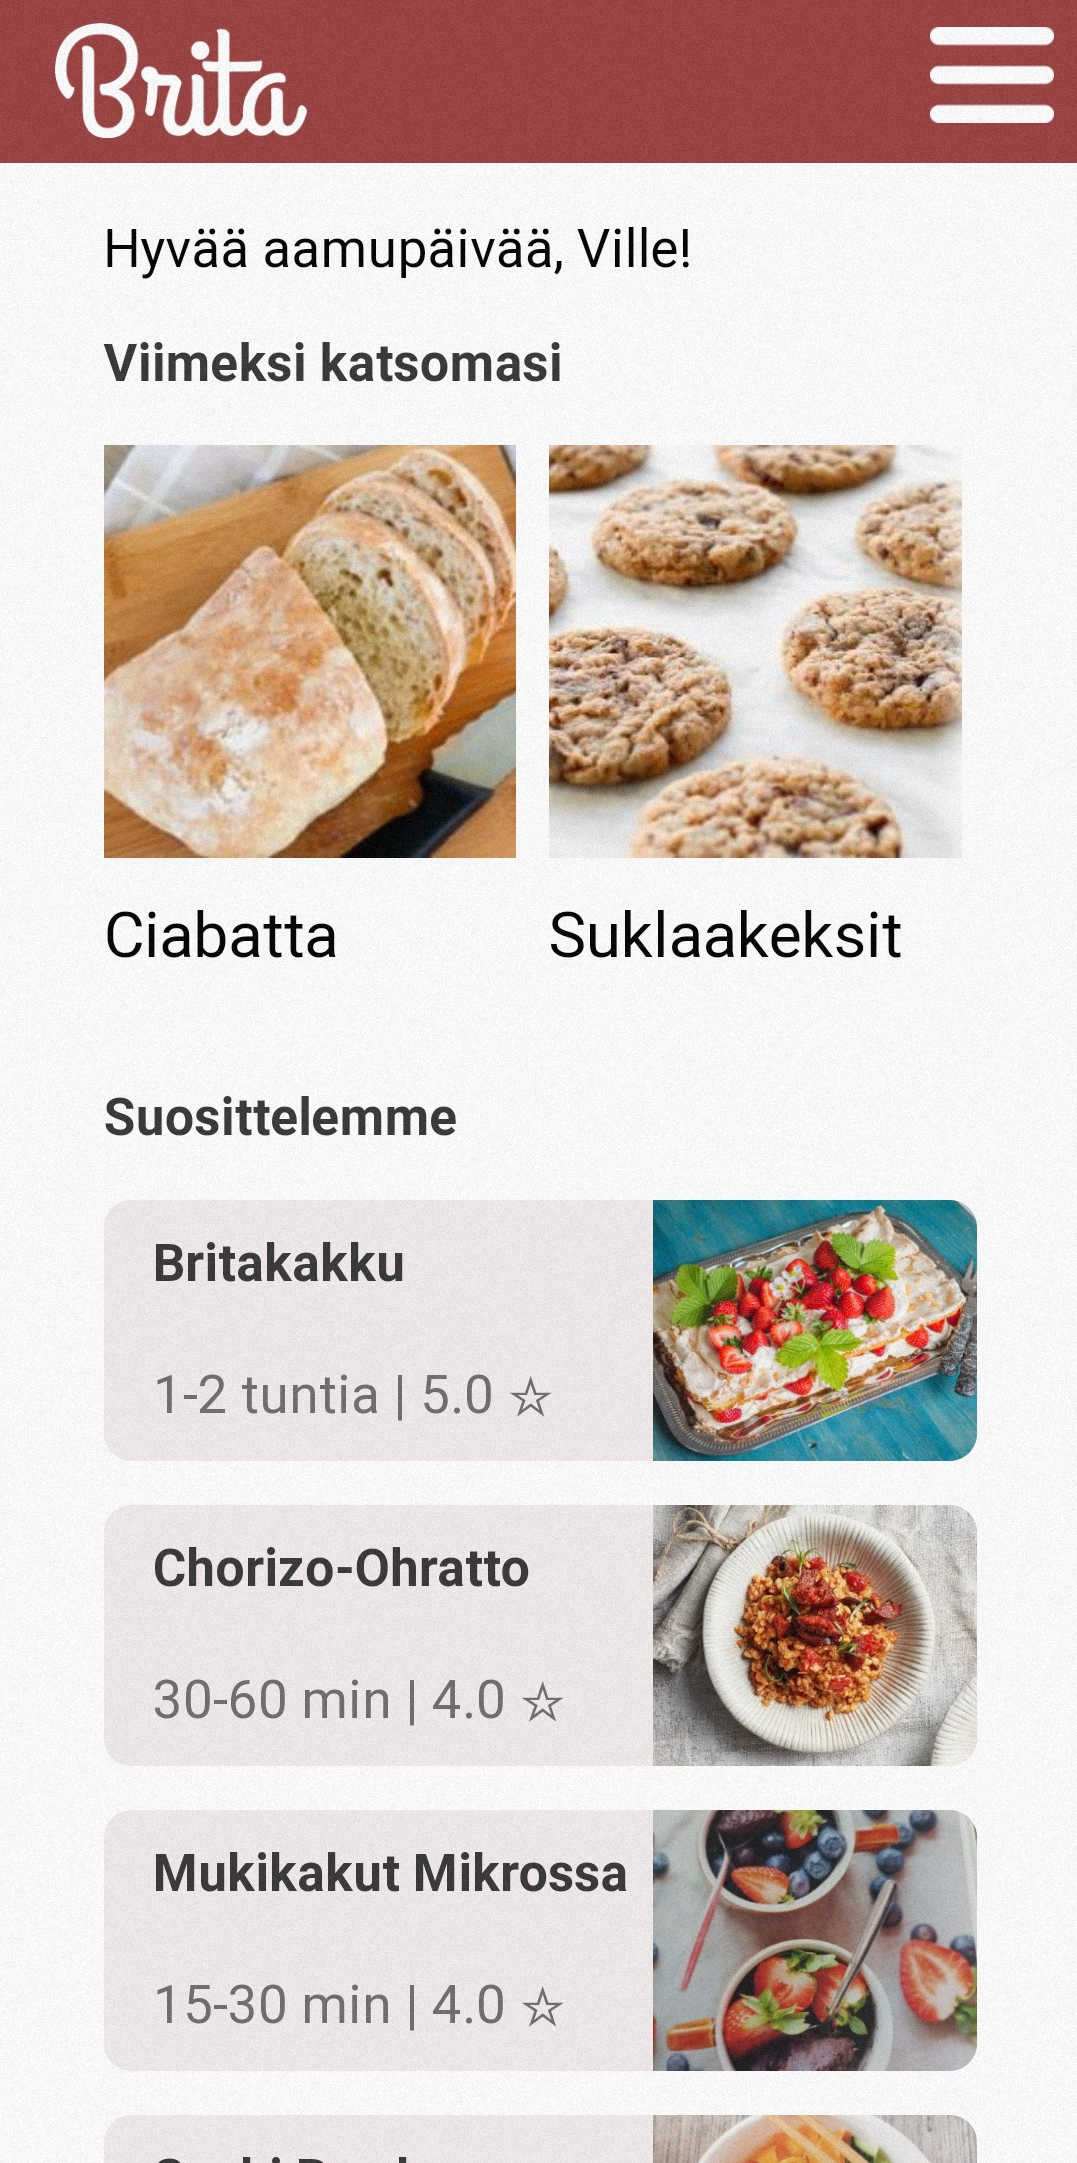 Brita
Hyvää aamupäivää, Ville!
Viimeksi katsomasi
Ciabatta
Suklaakeksit
Suosittelemme
Britakakku
1-2 tuntia | 5.0 ☆
Chorizo-Ohratto
30-60 min | 4.0 ☆
Mukikakut Mikrossa
15-30 min | 4.0 ☆